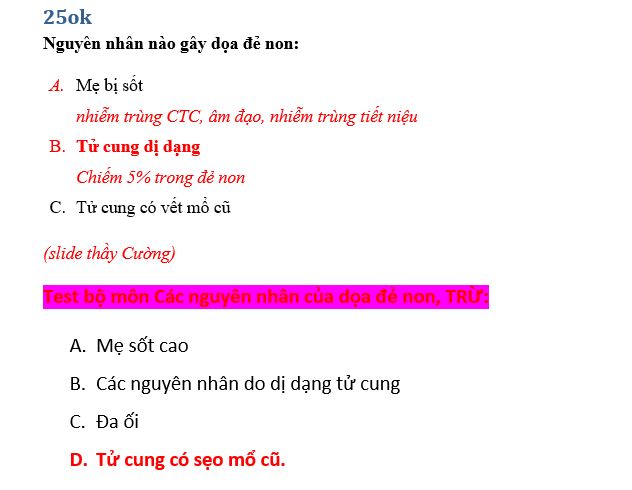 25ok
Nguyên nhân nào gây dọa đẻ non:
A. Mẹ bị sốt
nhiễm trùng CTC, âm đạo, nhiễm trùng tiết niệu
B. Tử cung dị dạng
Chiếm 5% trong đẻ non
C. Tử cung có vết mổ cũ
(slide thầy Cường)
Test bộ môn Các nguyên nhân của dọa đẻ non, TRỪ:
A. Mẹ sốt cao
B. Các nguyên nhân do dị dạng tử cung
C. Đa ối
D. Tử cung có sẹo mổ cũ.